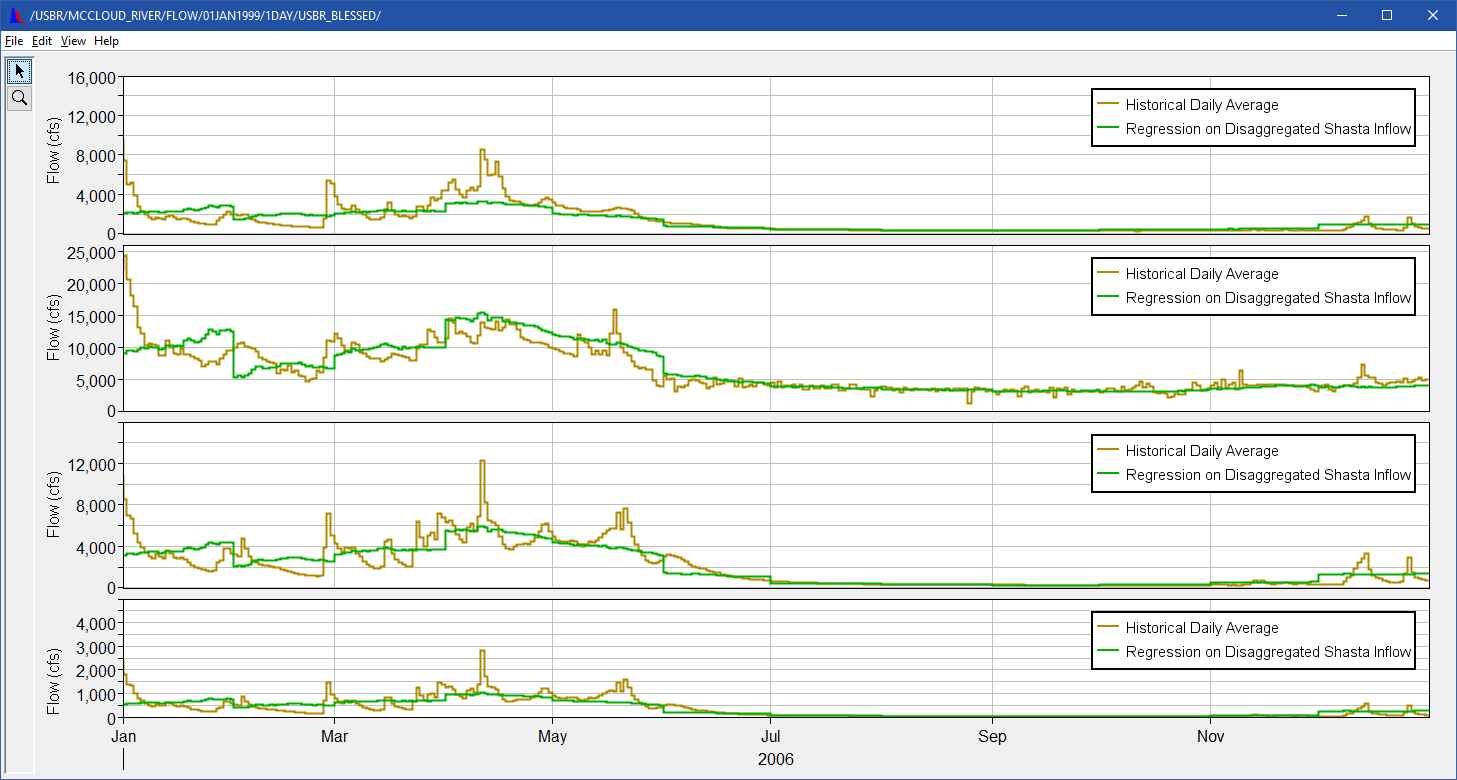 /USBR/MCCLOUD_RIVER/FLOW/01JAN1999/1DAY/USBR_BLESSED/
File Edit View Help
Flow (cfs)
16,000
12,000
8,000
4,000
0
Historical Daily Average
Regression on Disaggregated Shasta Inflow
Flow (cfs)
25,000
20,000
15,000
10,000
5,000
0
Historical Daily Average
Regression on Disaggregated Shasta Inflow
Flow (cfs)
12,000
8,000
4,000
0
Historical Daily Average
Regression on Disaggregated Shasta Inflow
Flow (cfs)
4,000
3,000
2,000
1,000
0
Historical Daily Average
Regression on Disaggregated Shasta Inflow
Jan Mar May Jul Sep Nov
2006